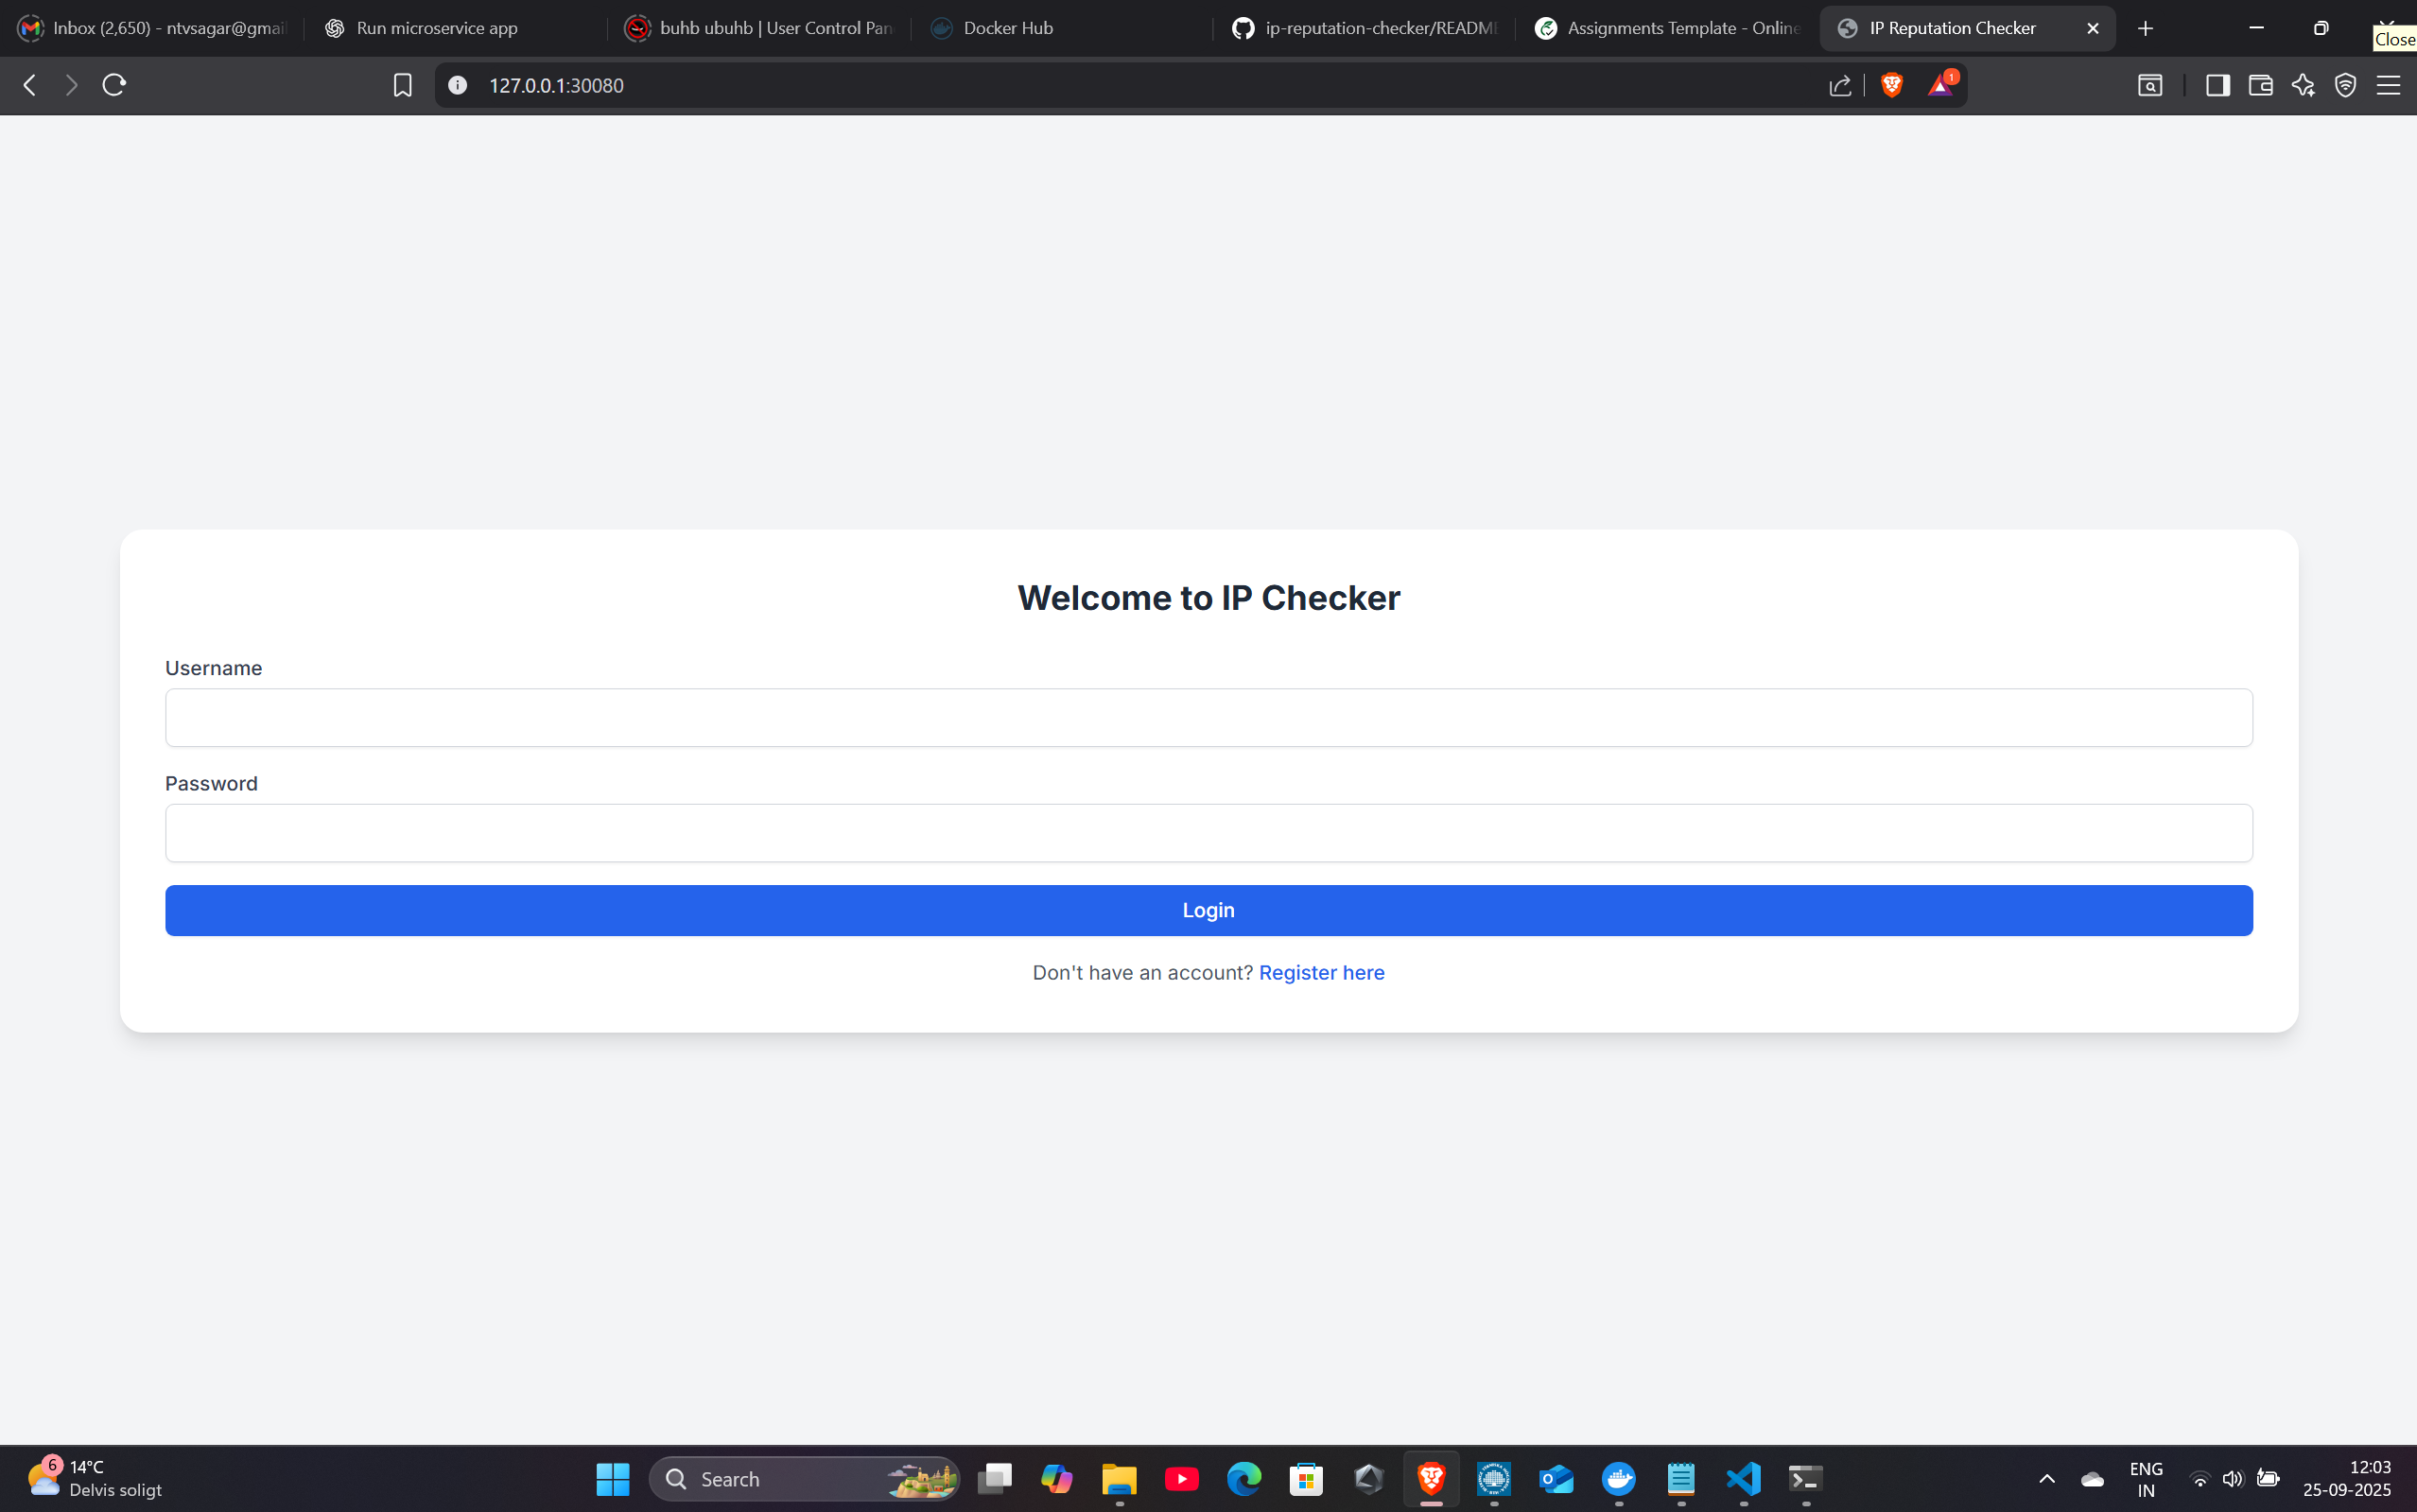 Inbox (2,650) - ntvsagar@gmail
Run microservice app
buhb ubuhb | User Control Pan
Docker Hub
ip-reputation-checker/README
Assignments Template - Online
IP Reputation Checker
Close
127.0.0.1:30080
1
Welcome to IP Checker
Username
Password
Login
Don't have an account? Register here
6
14°C
Delvis soligt
Search
ENG
IN
12:03
25-09-2025